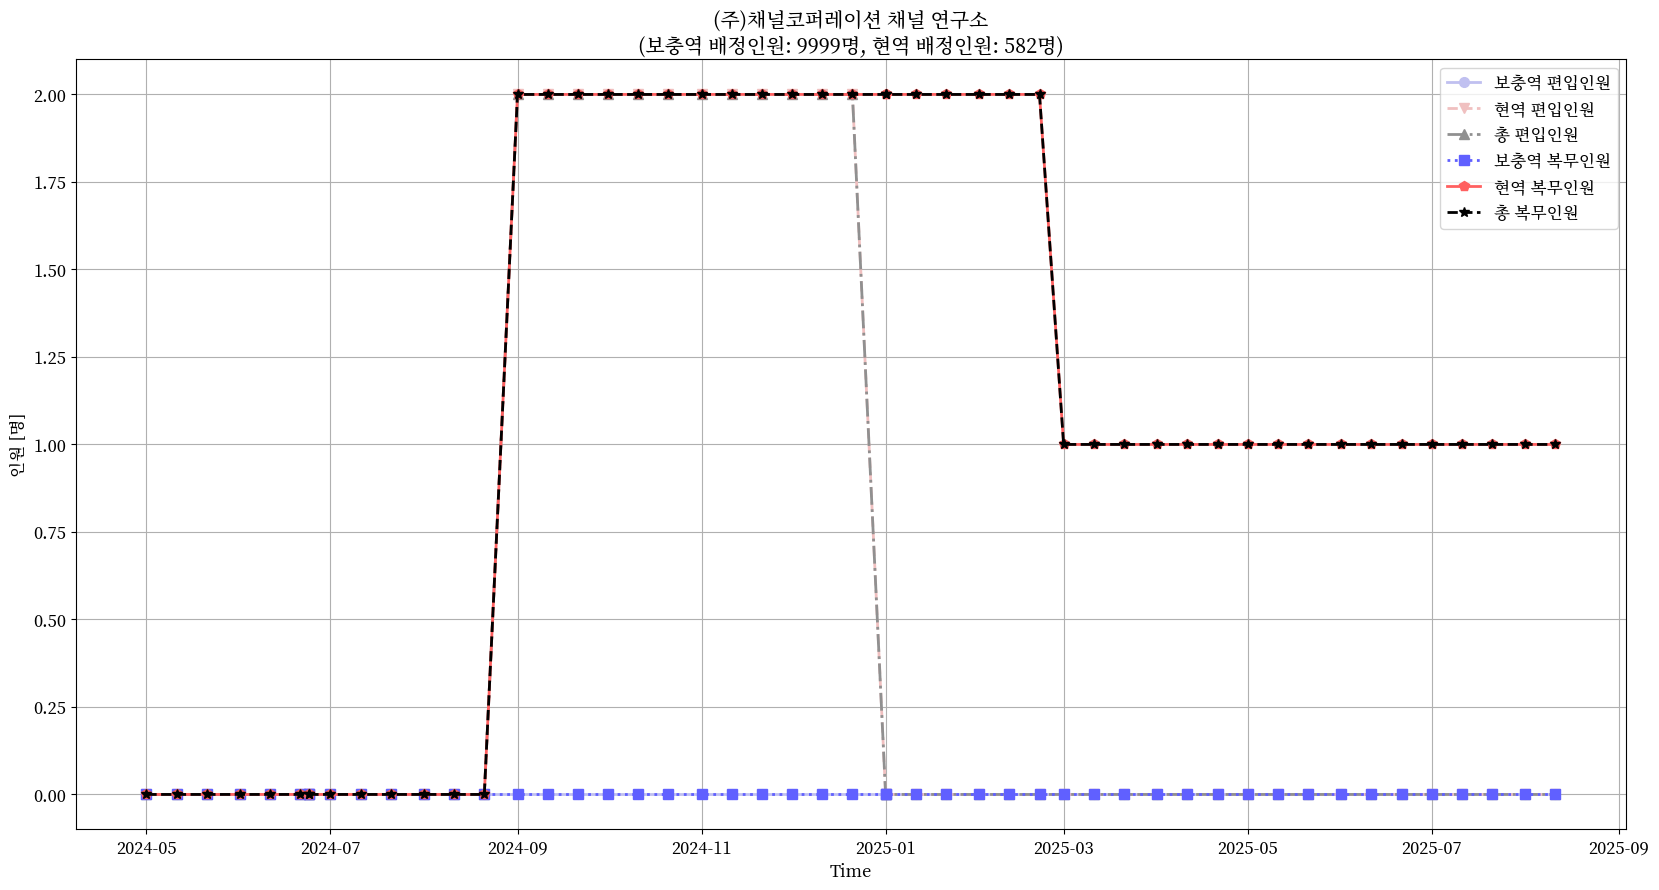 (주)채널코퍼레이션 채널 연구소
(보충역 배정인원: 9999명, 현역 배정인원: 582명)
보충역 편입인원
현역 편입인원
총 편입인원
보충역 복무인원
현역 복무인원
총 복무인원
인원 [명]
2.00
1.75
1.50
1.25
1.00
0.75
0.50
0.25
0.00
2024-05
2024-07
2024-09
2024-11
2025-01
2025-03
2025-05
2025-07
2025-09
Time